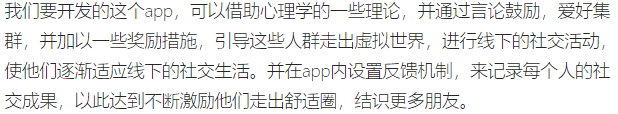 我们要开发的这个app，可以借助心理学的一些理论，并通过言论鼓励，爱好集
群，并加以一些奖励措施，引导这些人群走出虚拟世界，进行线下的社交活动，
使他们逐渐适应线下的社交生活。并在app内设置反馈机制，来记录每个人的社
交成果，以此达到不断激励他们走出舒适圈，结识更多朋友。